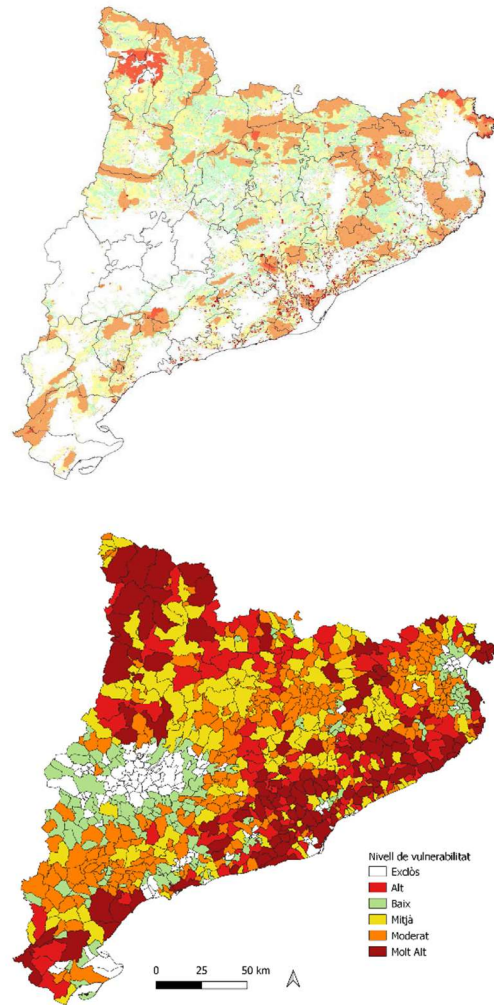 Nivell de vulnerabilitat
Exclòs
Alt
Baix
Mitjà
Moderat
Molt Alt
0 25 50 km